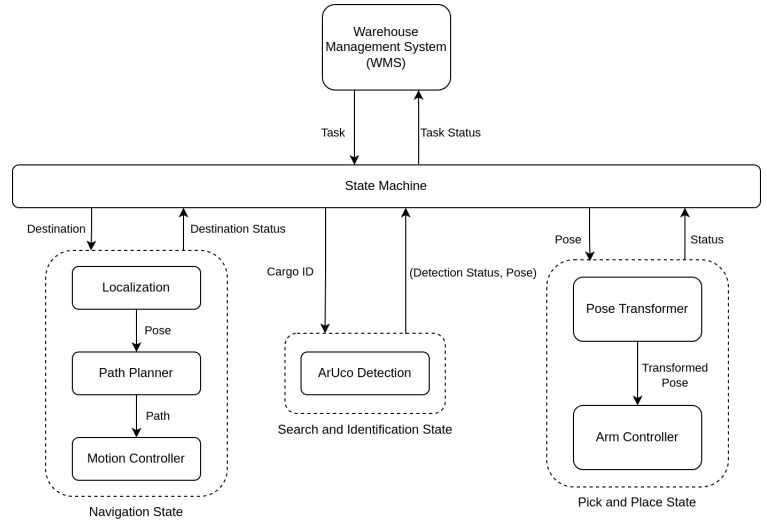 Warehouse
Management System
(WMS)
Task
Task Status
State Machine
Destination
Destination Status
Localization
Pose
Path Planner
Path
Motion Controller
Navigation State
Cargo ID
(Detection Status, Pose)
ArUco Detection
Search and Identification State
Pose
Status
Pose Transformer
Transformed
Pose
Arm Controller
Pick and Place State